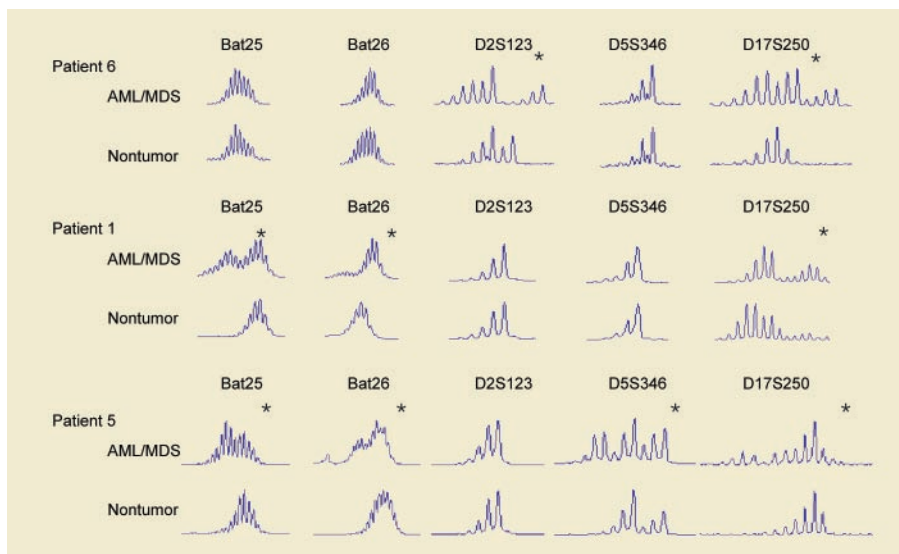 Bat25 Bat26 D2S123 D5S346 D17S250
Patient 6 * *
AML/MDS
Nontumor
Bat25 Bat26 D2S123 D5S346 D17S250
Patient 1 * * *
AML/MDS
Nontumor
Bat25 Bat26 D2S123 D5S346 D17S250
Patient 5 * * * *
AML/MDS
Nontumor